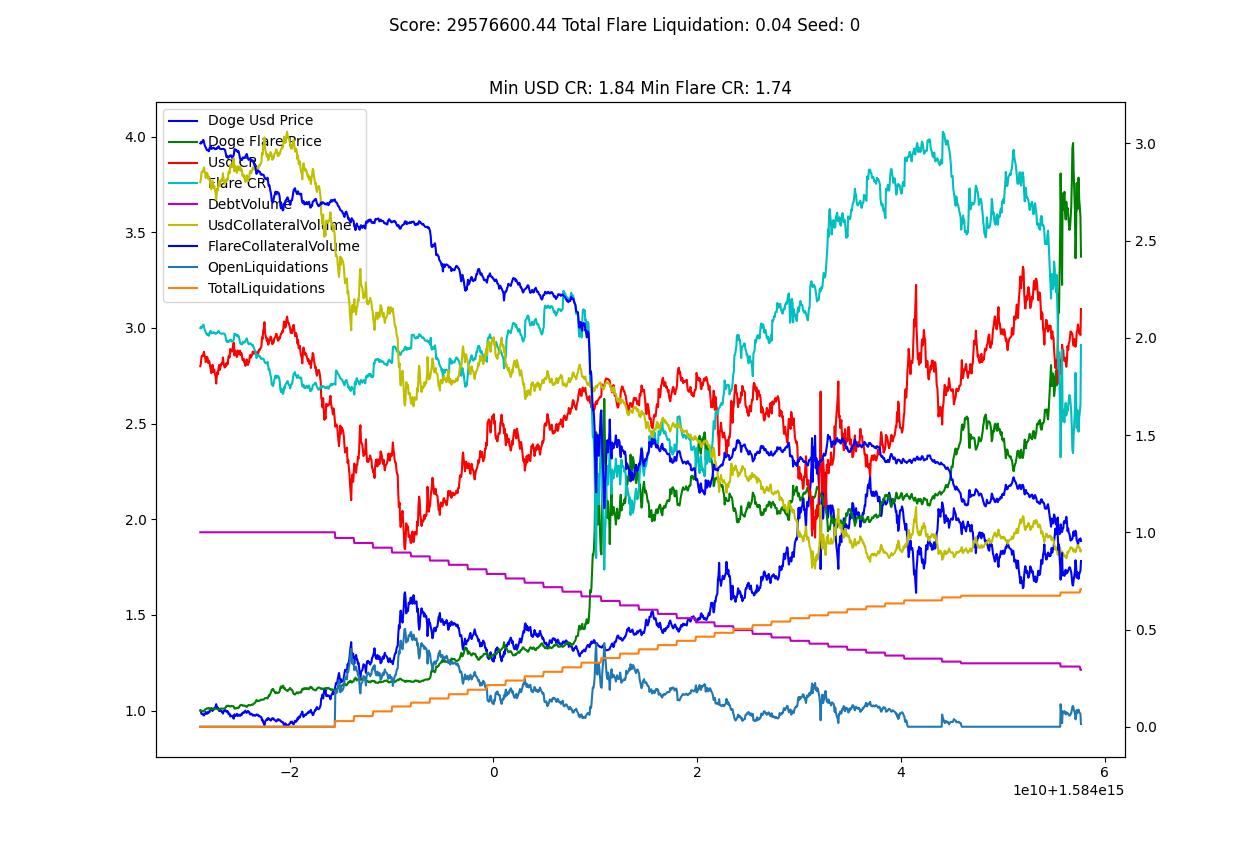 Score: 29576600.44 Total Flare Liquidation: 0.04 Seed: 0
Min USD CR: 1.84 Min Flare CR: 1.74
Doge Usd Price
Doge Flare Price
Usd CR
Flare CR
DebtVolume
UsdCollateralVolume
FlareCollateralVolume
OpenLiquidations
TotalLiquidations
4.0
3.5
3.0
2.5
2.0
1.5
1.0
3.0
2.5
2.0
1.5
1.0
0.5
0.0
−2
0
2
4
6
1e10+1.584e15